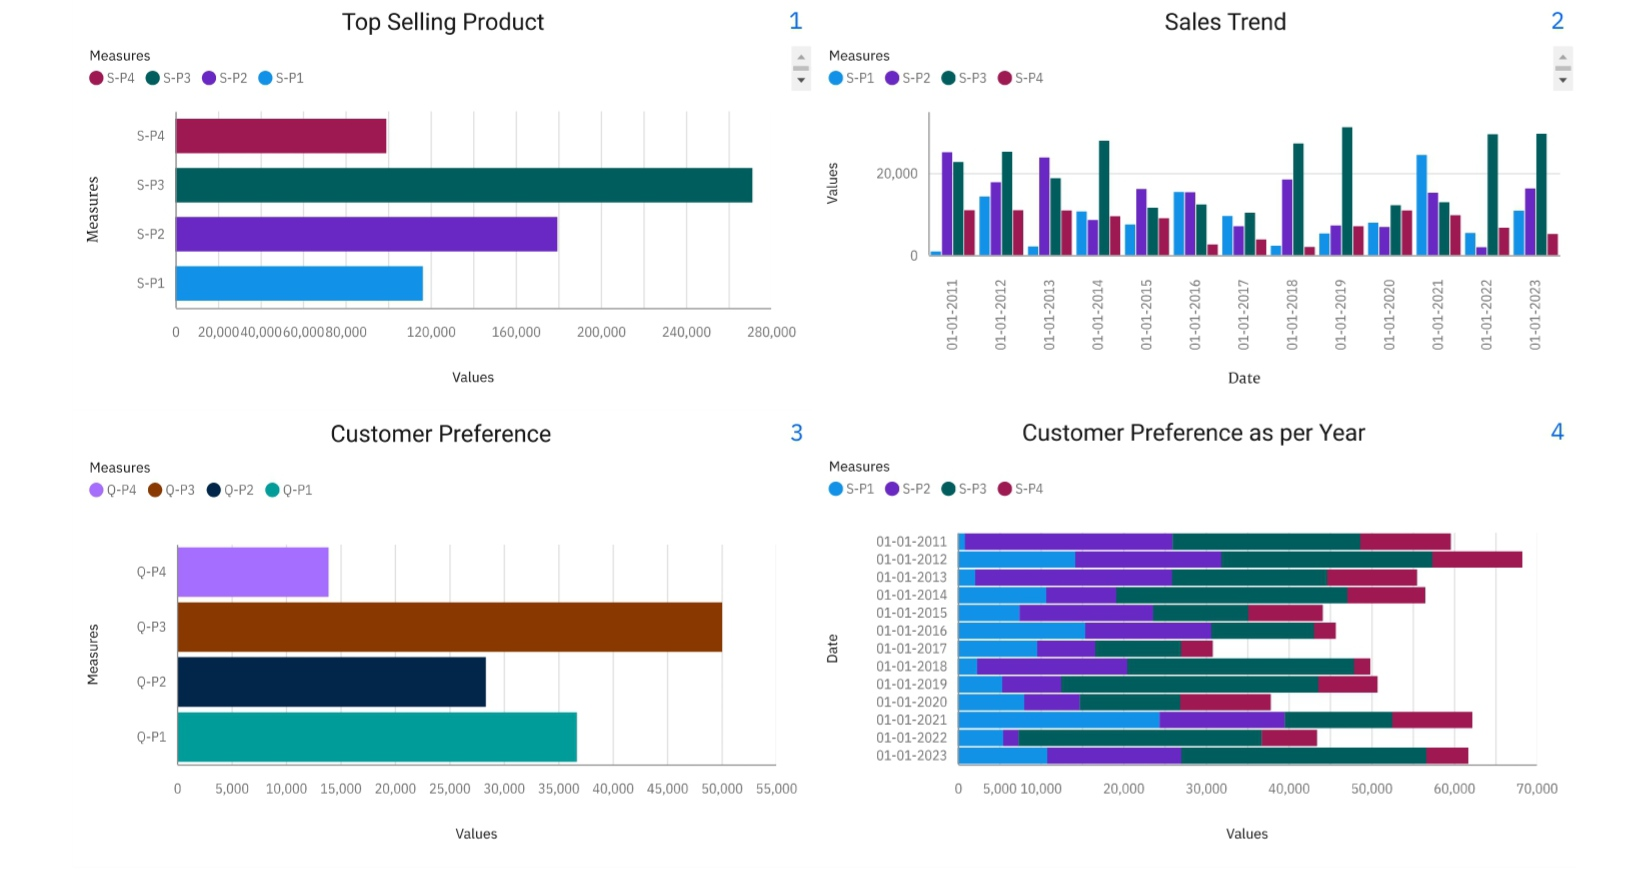 Top Selling Product
1
Measures
S-P4 S-P3 S-P2 S-P1
Measures
S-P4
S-P3
S-P2
S-P1
0 20,000 40,000 60,000 80,000 120,000 160,000 200,000 240,000 280,000
Values
Sales Trend
2
Measures
S-P1 S-P2 S-P3 S-P4
Values
20,000
0
01-01-2011
01-01-2012
01-01-2013
01-01-2014
01-01-2015
01-01-2016
01-01-2017
01-01-2018
01-01-2019
01-01-2020
01-01-2021
01-01-2022
01-01-2023
Date
Customer Preference
3
Measures
Q-P4 Q-P3 Q-P2 Q-P1
Measures
Q-P4
Q-P3
Q-P2
Q-P1
0 5,000 10,000 15,000 20,000 25,000 30,000 35,000 40,000 45,000 50,000 55,000
Values
Customer Preference as per Year
4
Measures
S-P1 S-P2 S-P3 S-P4
Date
01-01-2011
01-01-2012
01-01-2013
01-01-2014
01-01-2015
01-01-2016
01-01-2017
01-01-2018
01-01-2019
01-01-2020
01-01-2021
01-01-2022
01-01-2023
0 5,000 10,000 20,000 30,000 40,000 50,000 60,000 70,000
Values